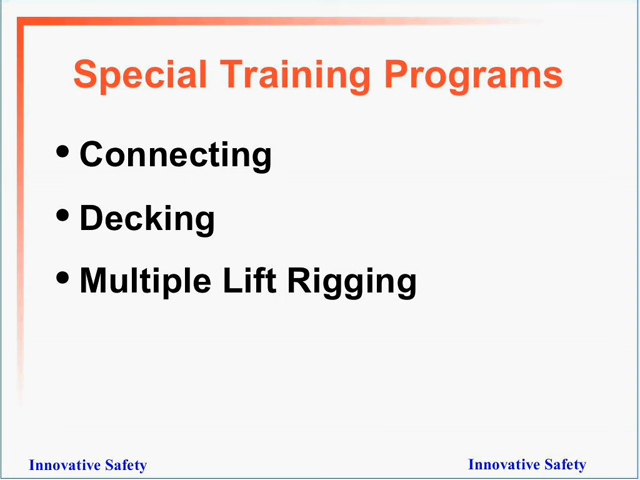 Special Training Programs
• Connecting
• Decking
• Multiple Lift Rigging
Innovative Safety
Innovative Safety